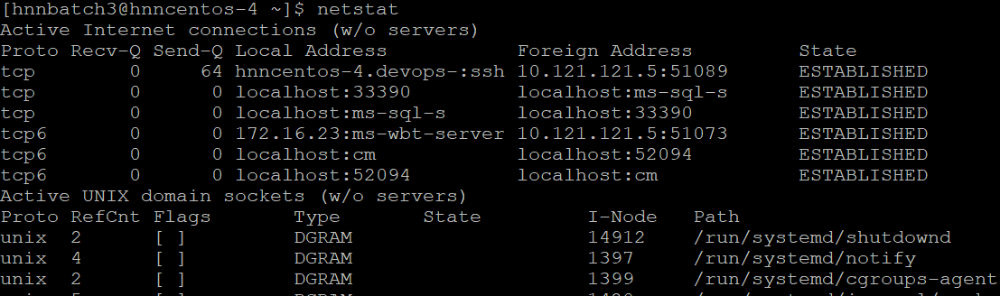 [hnnbatch3@hnncentos-4 ~]$ netstat
Active Internet connections (w/o servers)
Proto Recv-Q Send-Q Local Address           Foreign Address         State
tcp        0     64 hnncentos-4.devops-:ssh 10.121.121.5:51089      ESTABLISHED
tcp        0      0 localhost:33390         localhost:ms-sql-s      ESTABLISHED
tcp        0      0 localhost:ms-sql-s      localhost:33390         ESTABLISHED
tcp6       0      0 172.16.23:ms-wbt-server 10.121.121.5:51073      ESTABLISHED
tcp6       0      0 localhost:cm            localhost:52094         ESTABLISHED
tcp6       0      0 localhost:52094         localhost:cm            ESTABLISHED
Active UNIX domain sockets (w/o servers)
Proto RefCnt Flags       Type       State         I-Node   Path
unix  2      [ ]         DGRAM                    14912    /run/systemd/shutdownd
unix  4      [ ]         DGRAM                    1397     /run/systemd/notify
unix  2      [ ]         DGRAM                    1399     /run/systemd/cgroups-agent